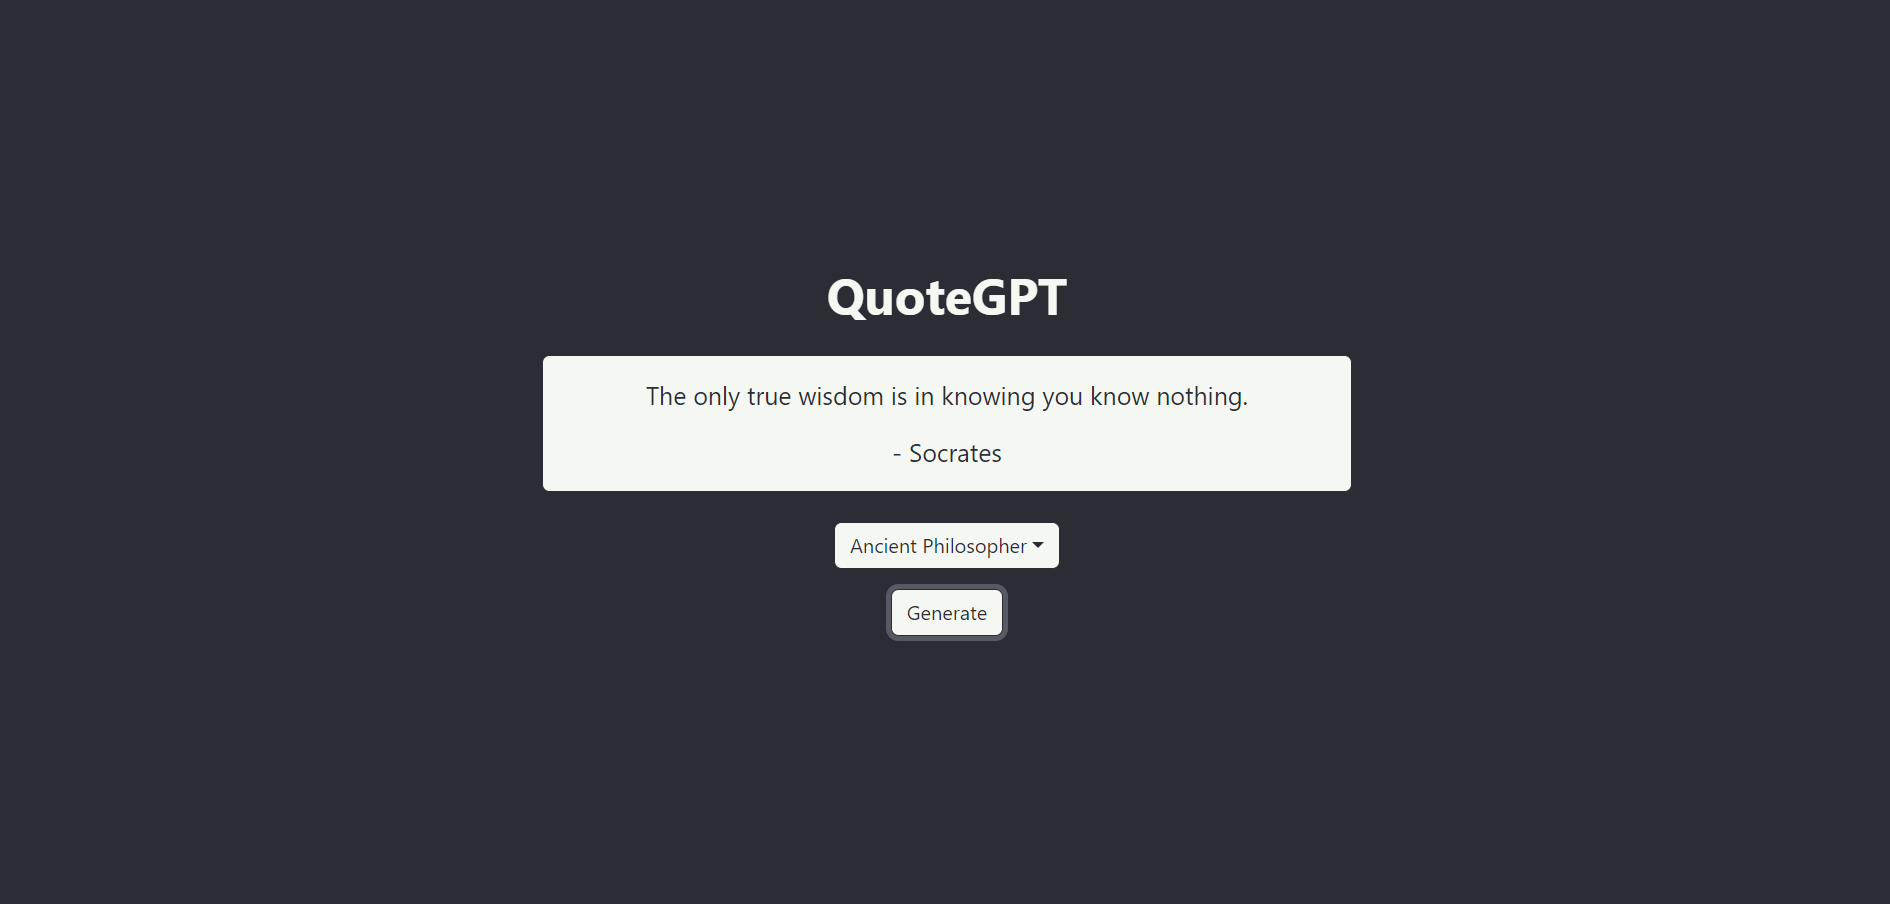 QuoteGPT
The only true wisdom is in knowing you know nothing.
- Socrates
Ancient Philosopher
Generate